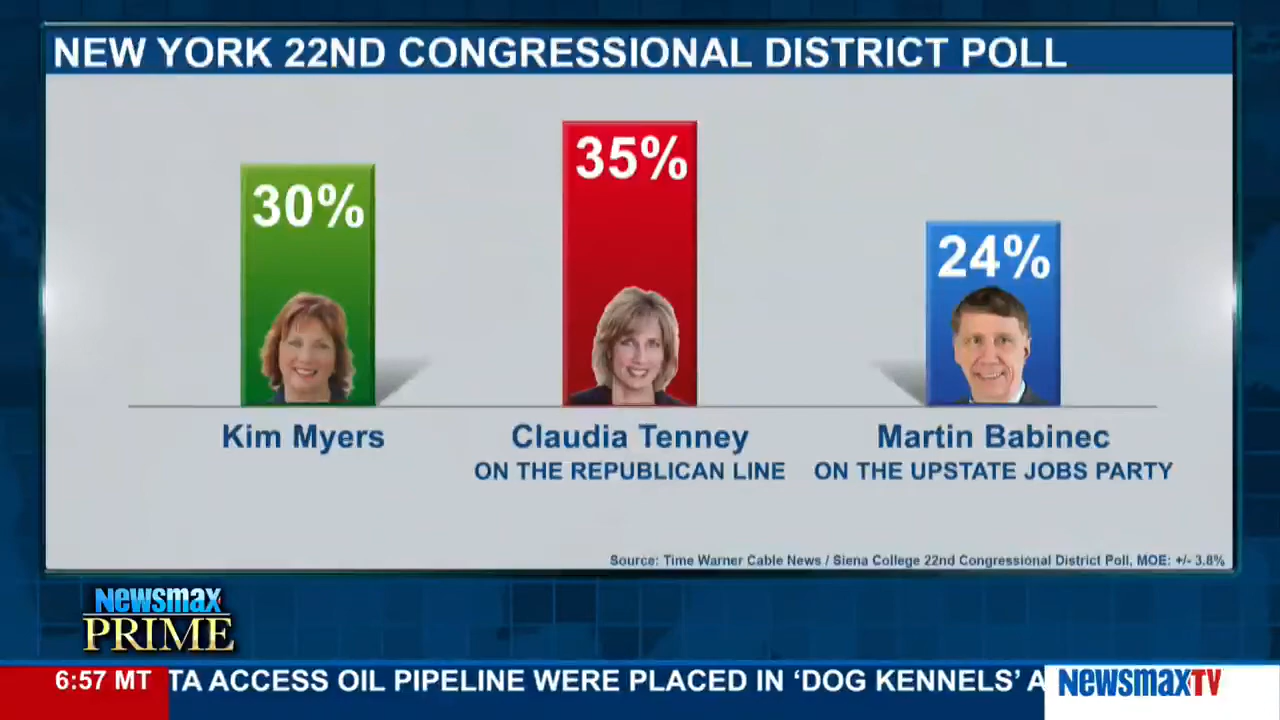 NEW YORK 22ND CONGRESSIONAL DISTRICT POLL
30%
35%
24%
Kim Myers
Claudia Tenney
Martin Babinec
ON THE REPUBLICAN LINE
ON THE UPSTATE JOBS PARTY
Source: Time Warner Cable News / Siena College 22nd Congressional District Poll, MOE: +/- 3.8%
Newsmax
PRIME
6:57 MT TA ACCESS OIL PIPELINE WERE PLACED IN ‘DOG KENNELS’ A NEWSMAXTV